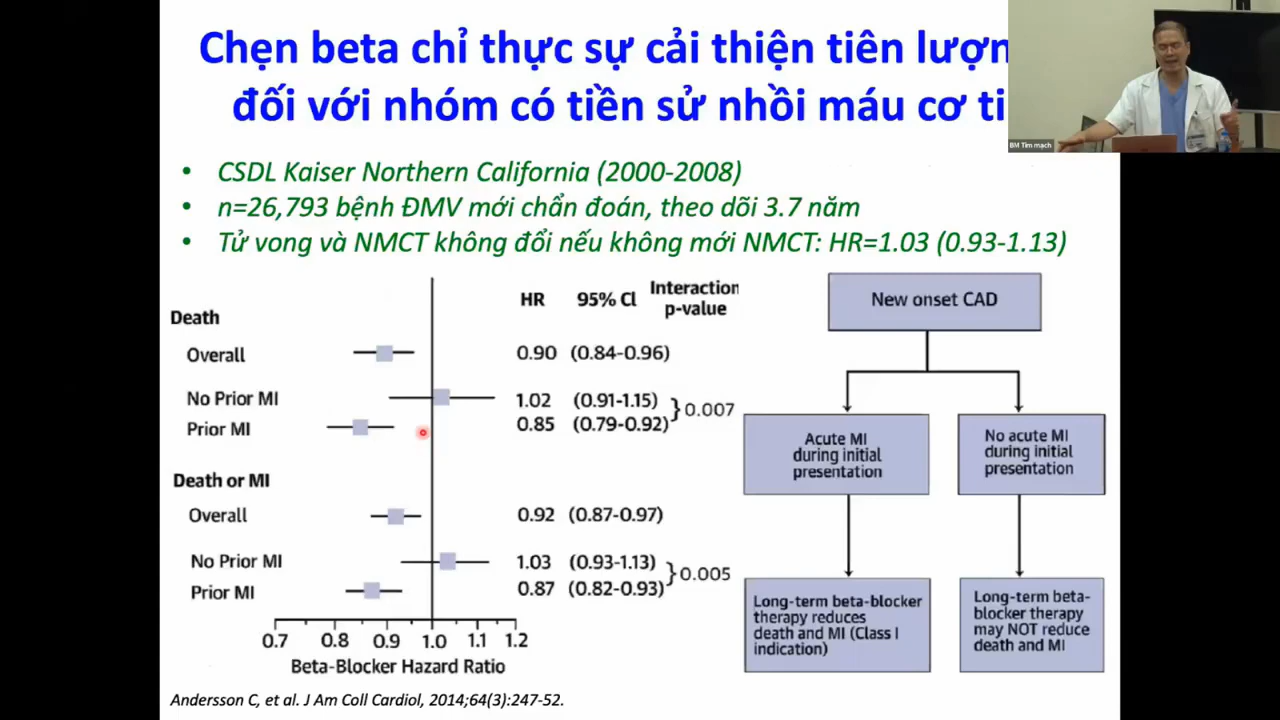 Chẹn beta chỉ thực sự cải thiện tiên lượn
đối với nhóm có tiền sử nhồi máu cơ ti
BM Tim mạch
• CSDL Kaiser Northern California (2000-2008)
• n=26,793 bệnh ĐMV mới chẩn đoán, theo dõi 3.7 năm
• Tử vong và NMCT không đổi nếu không mới NMCT: HR=1.03 (0.93-1.13)
HR 95% CI Interaction p-value
Death
Overall 0.90 (0.84-0.96)
No Prior MI 1.02 (0.91-1.15)
Prior MI 0.85 (0.79-0.92)
} 0.007
Death or MI
Overall 0.92 (0.87-0.97)
No Prior MI 1.03 (0.93-1.13)
Prior MI 0.87 (0.82-0.93)
} 0.005
0.7 0.8 0.9 1.0 1.1 1.2
Beta-Blocker Hazard Ratio
New onset CAD
Acute MI
during initial
presentation
No acute MI
during initial
presentation
Long-term beta-blocker
therapy reduces
death and MI (Class I
indication)
Long-term beta-
blocker therapy
may NOT reduce
death and MI
Andersson C, et al. J Am Coll Cardiol, 2014;64(3):247-52.